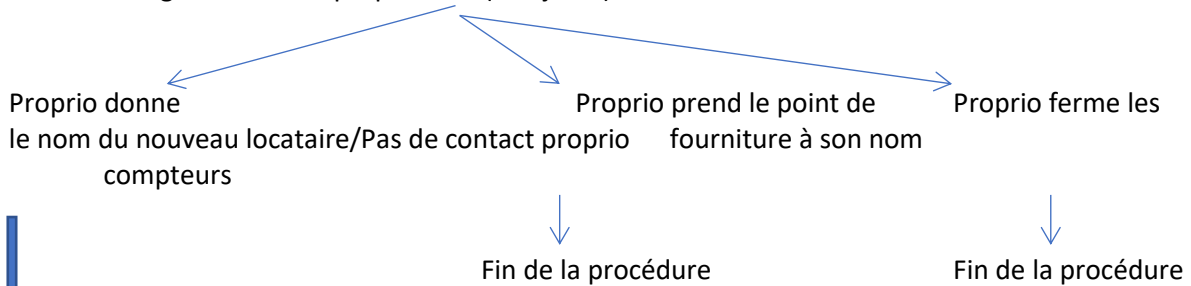 Proprio donne Proprio prend le point de Proprio ferme les
le nom du nouveau locataire/Pas de contact proprio fourniture à son nom
compteurs
Fin de la procédure Fin de la procédure